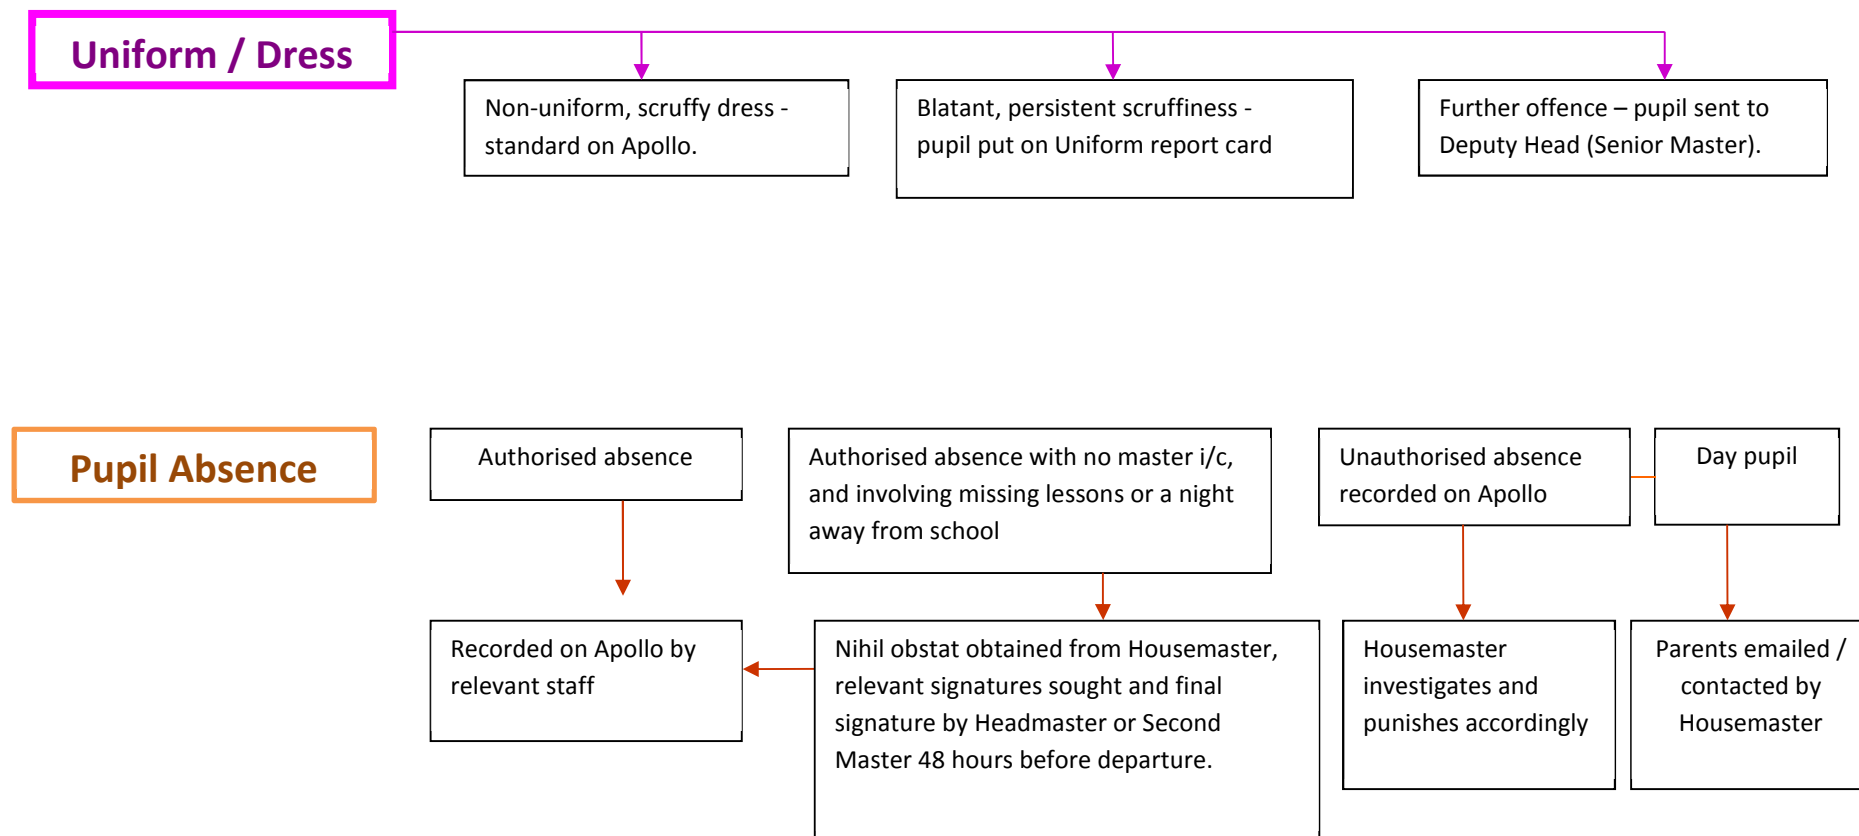 Uniform / Dress
Non-uniform, scruffy dress -
standard on Apollo.
Blatant, persistent scruffiness -
pupil put on Uniform report card
Further offence – pupil sent to
Deputy Head (Senior Master).
Pupil Absence
Authorised absence
Authorised absence with no master i/c,
and involving missing lessons or a night
away from school
Unauthorised absence
recorded on Apollo
Day pupil
Recorded on Apollo by
relevant staff
Nihil obstat obtained from Housemaster,
relevant signatures sought and final
signature by Headmaster or Second
Master 48 hours before departure.
Housemaster
investigates and
punishes accordingly
Parents emailed /
contacted by
Housemaster